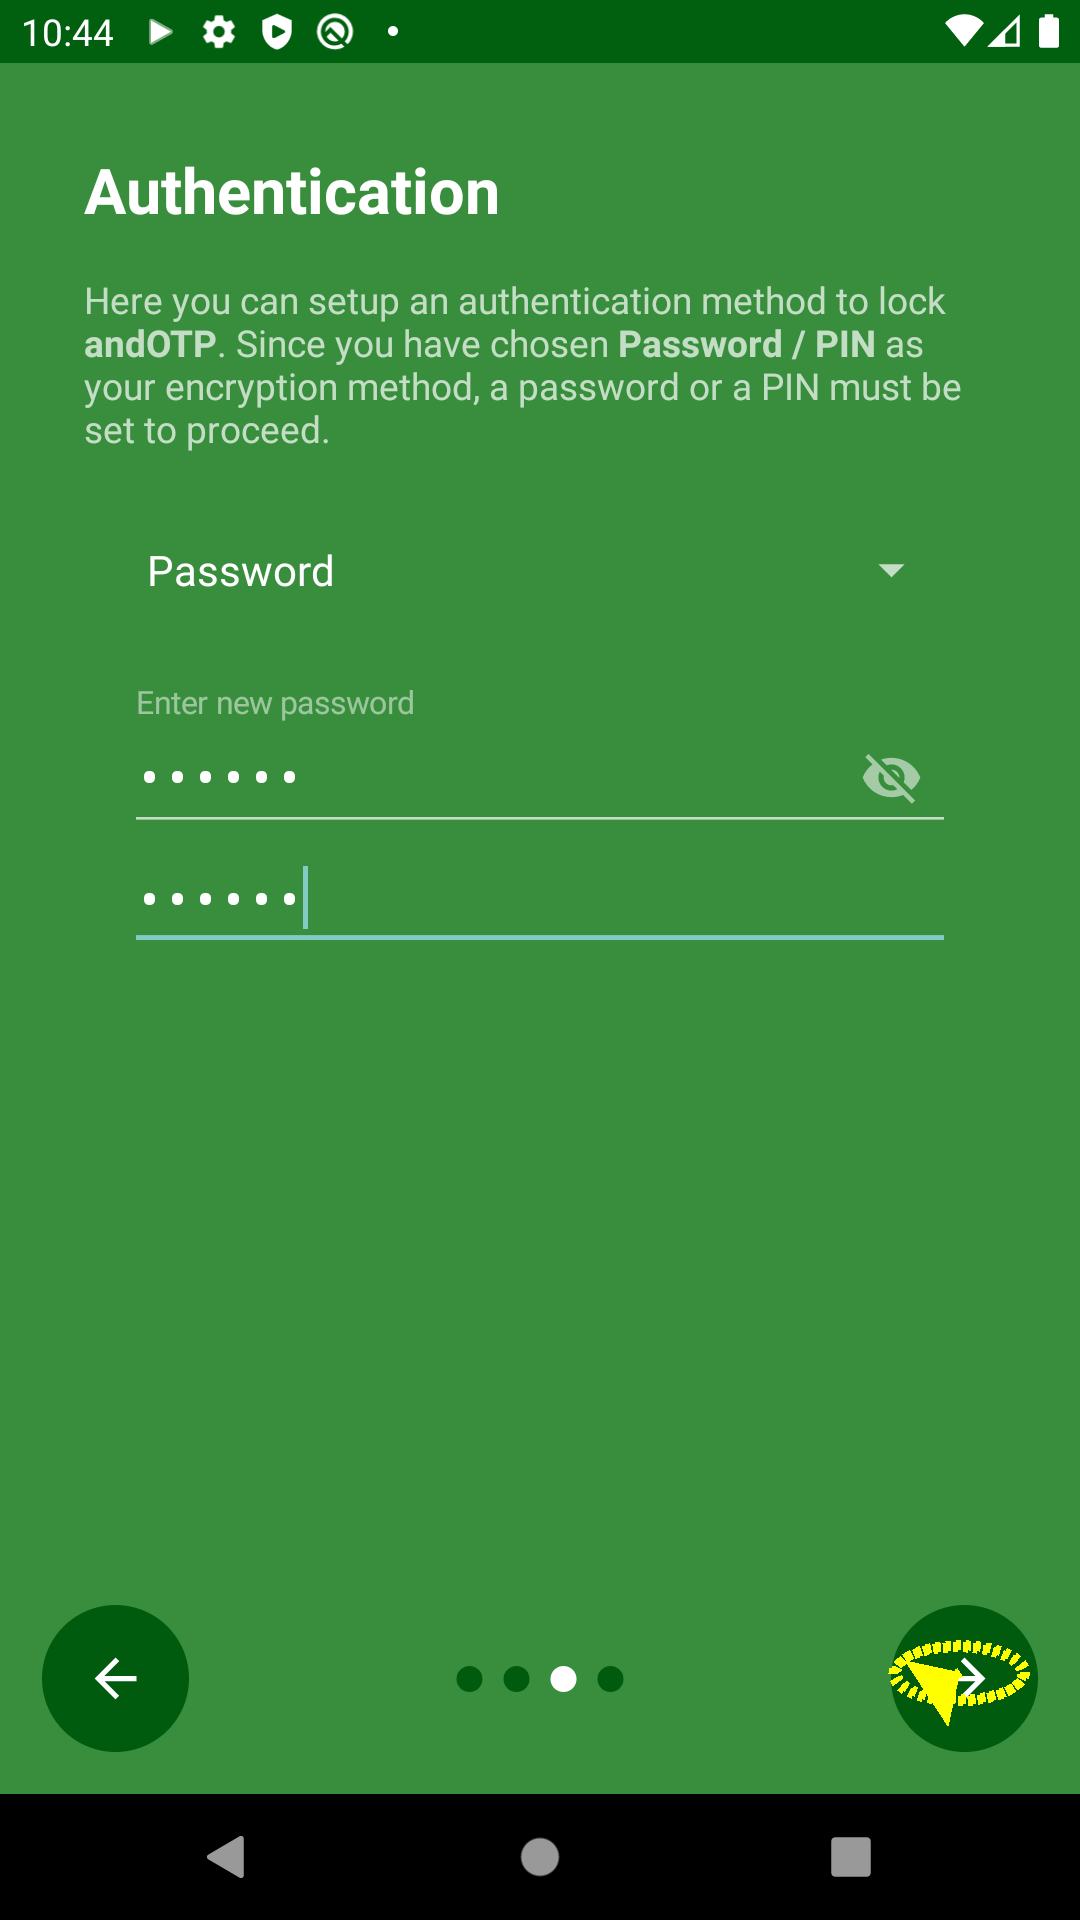 10:44
Authentication
Here you can setup an authentication method to lock
andOTP. Since you have chosen Password / PIN as
your encryption method, a password or a PIN must be
set to proceed.
Password
Enter new password